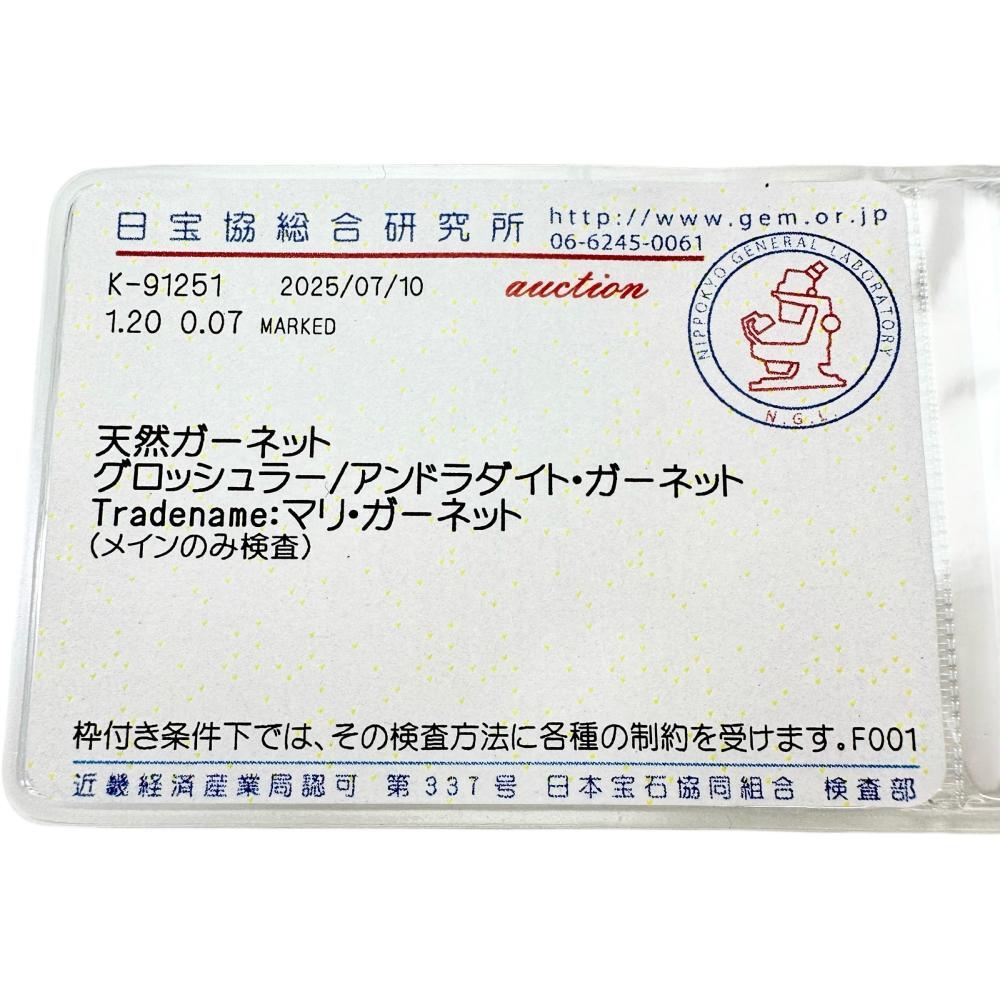 日宝協総合研究所
http://www.gem.or.jp
06-6245-0061
K-91251 2025/07/10 auction
1.20 0.07 MARKED
NIPPOKYO GENERAL LABORATORY
N.G.L.
天然ガーネット
グロッシュラー/アンドラダイト・ガーネット
Tradename:マリ・ガーネット
(メインのみ検査)
枠付き条件下では、その検査方法に各種の制約を受けます。F001
近畿経済産業局認可 第337号 日本宝石協同組合 検査部